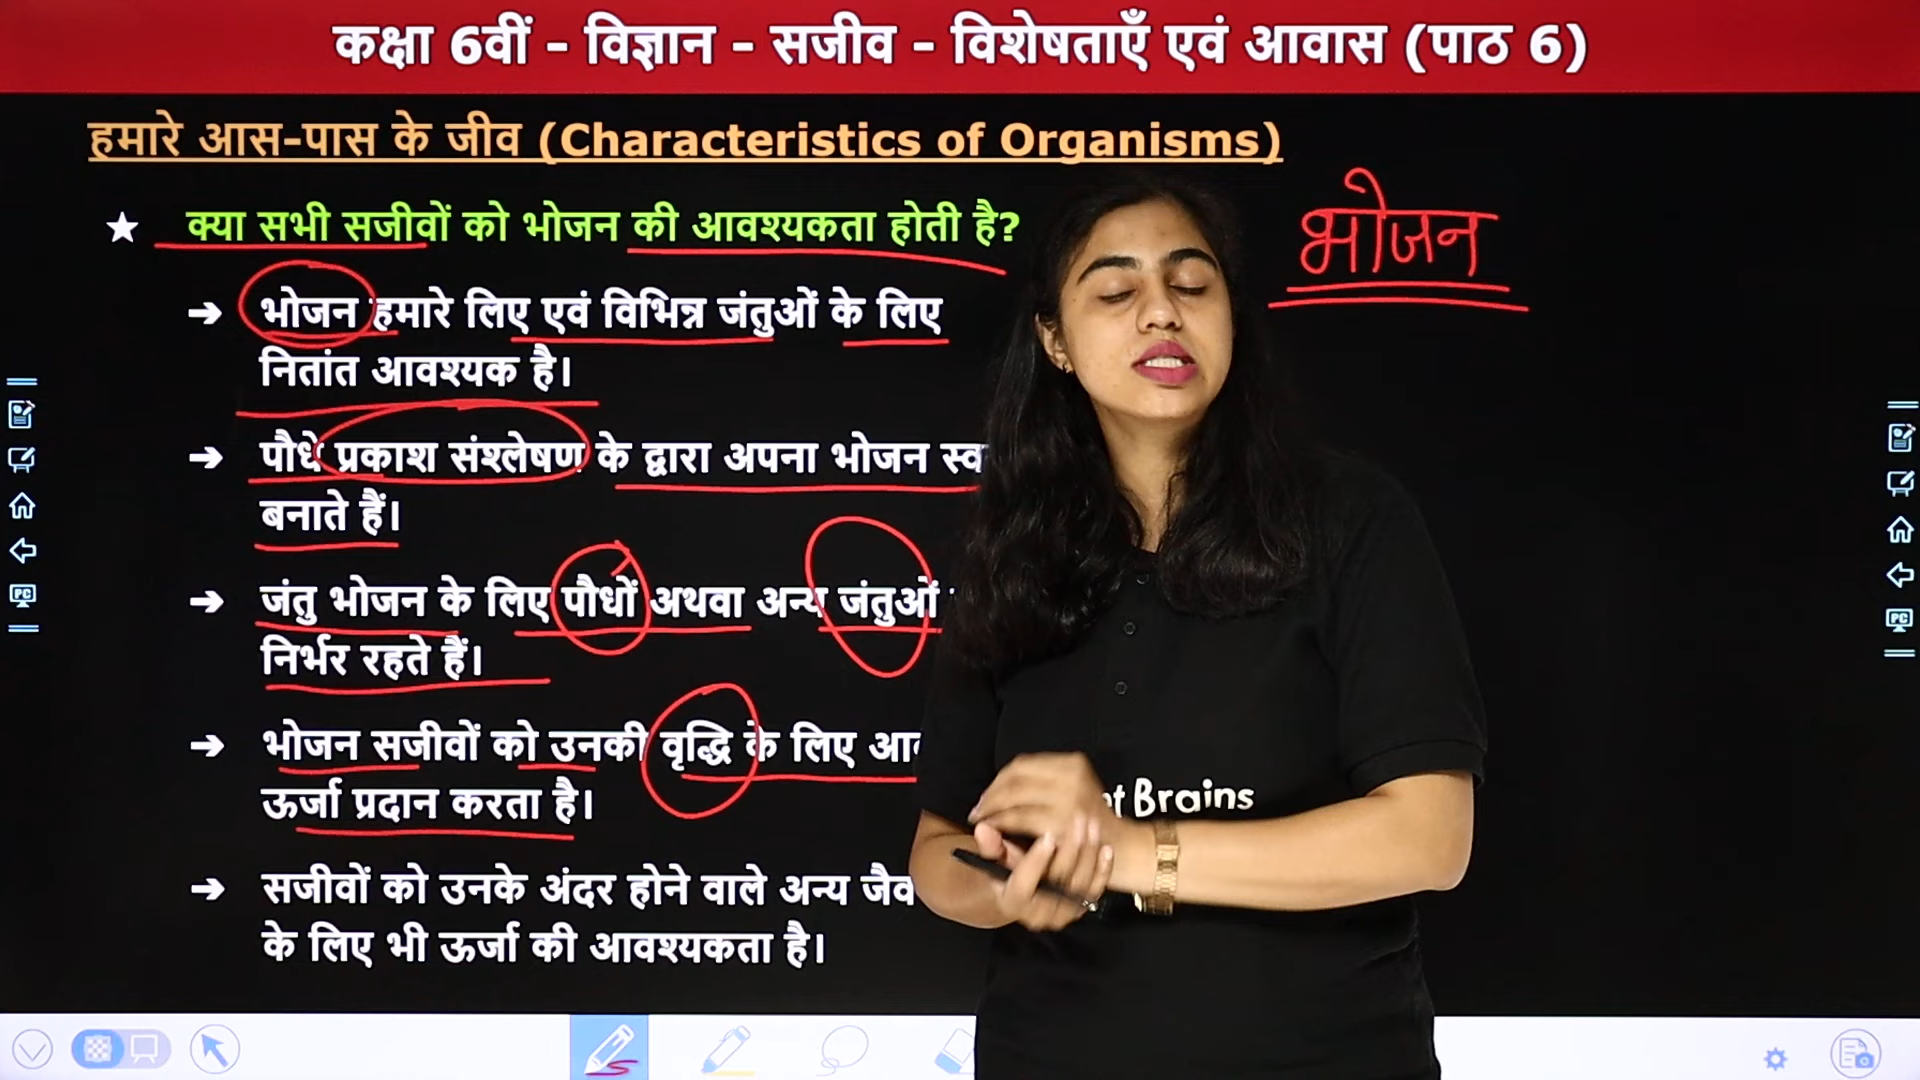 कक्षा 6वीं - विज्ञान - सजीव - विशेषताएँ एवं आवास (पाठ 6)
हमारे आस-पास के जीव (Characteristics of Organisms)
★ क्या सभी सजीवों को भोजन की आवश्यकता होती है?
भोजन
➔ भोजन हमारे लिए एवं विभिन्न जंतुओं के लिए
नितांत आवश्यक है।
➔ पौधे प्रकाश संश्लेषण के द्वारा अपना भोजन
बनाते हैं।
➔ जंतु भोजन के लिए पौधों अथवा अन्य जंतुओं
निर्भर रहते हैं।
➔ भोजन सजीवों को उनकी वृद्धि के लिए
ऊर्जा प्रदान करता है।
➔ सजीवों को उनके अंदर होने वाले अन्य
के लिए भी ऊर्जा की आवश्यकता है।
Brains
PC
PC